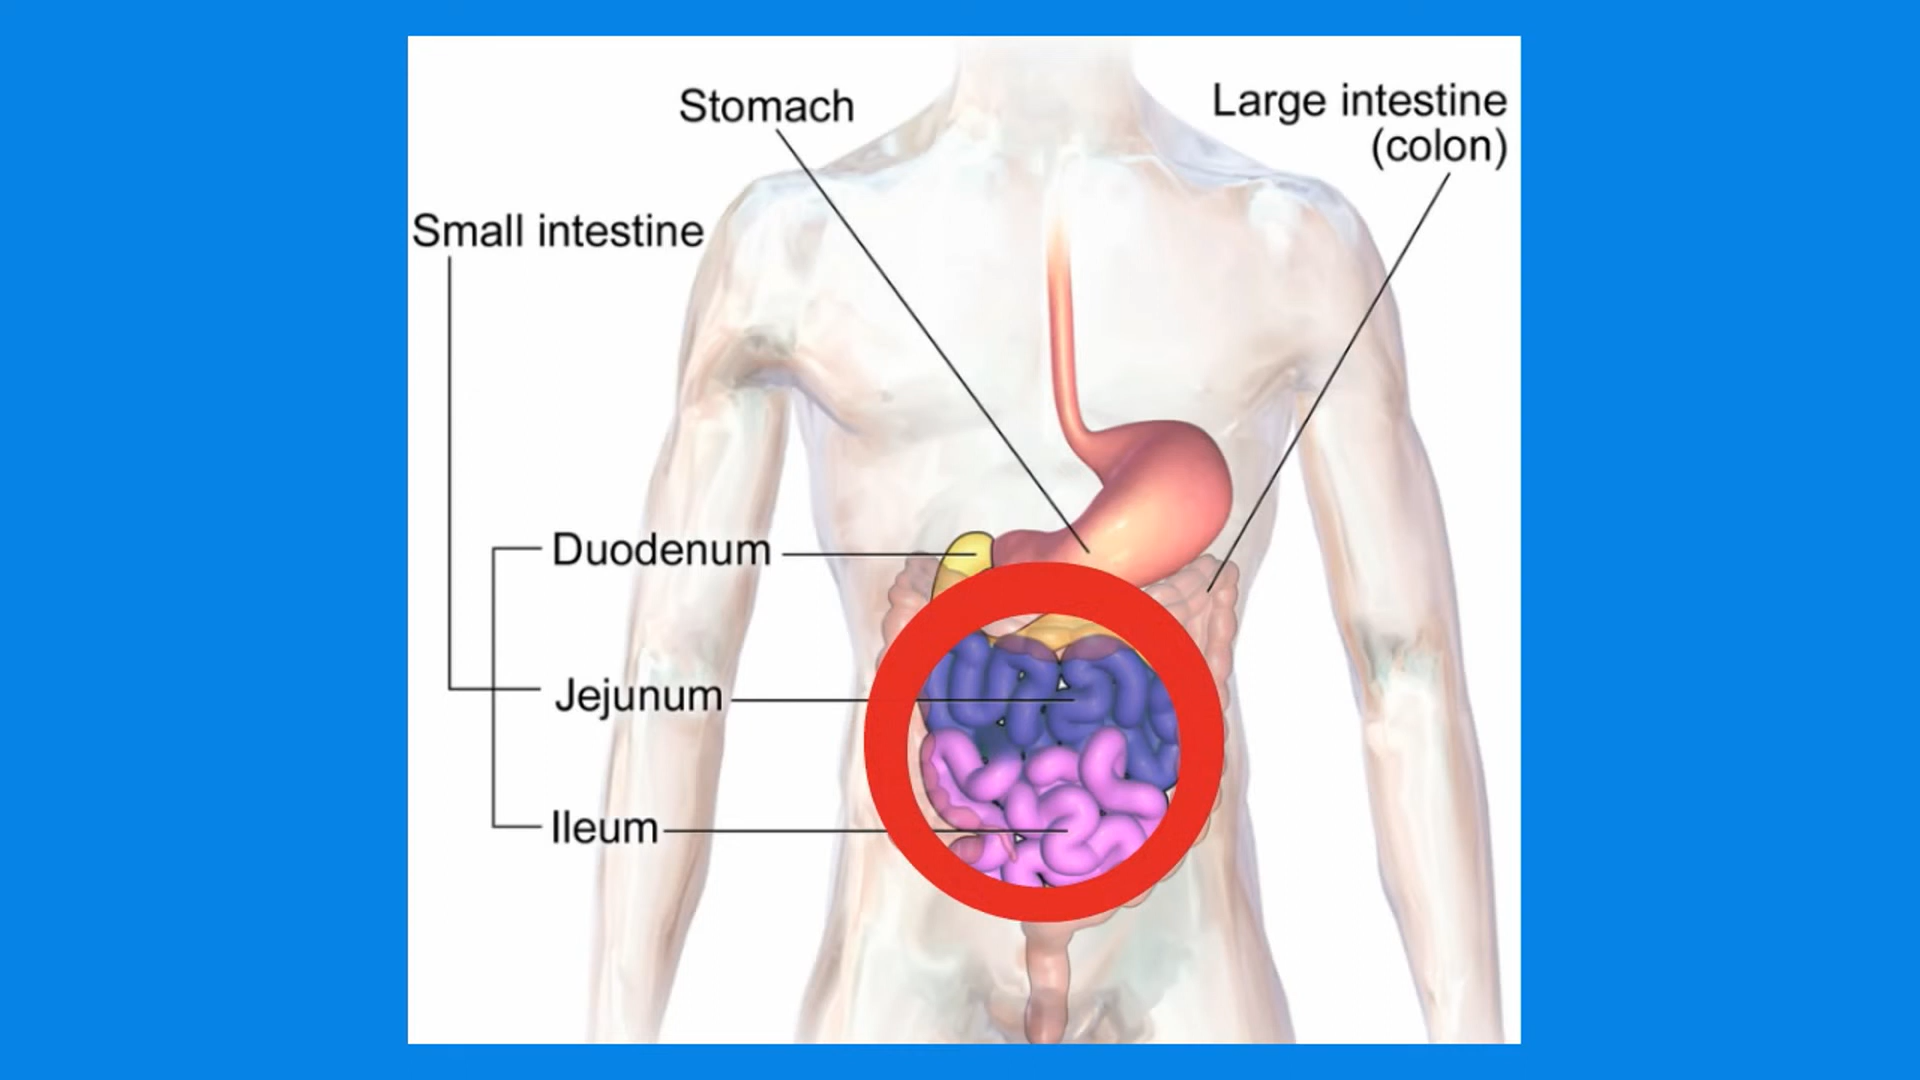 Stomach
Large intestine
(colon)
Small intestine
Duodenum
Jejunum
Ileum